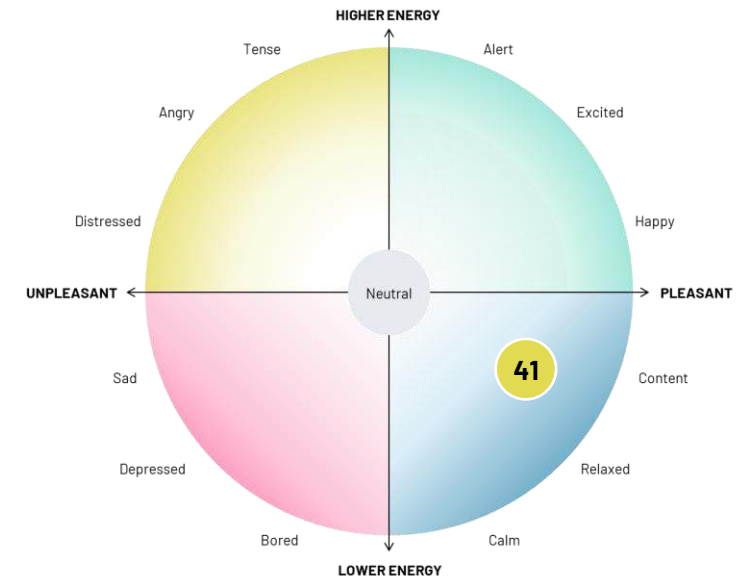 HIGHER ENERGY
Tense
Alert
Angry
Excited
Distressed
Happy
UNPLEASANT
Neutral
PLEASANT
41
Sad
Content
Depressed
Relaxed
Bored
Calm
LOWER ENERGY